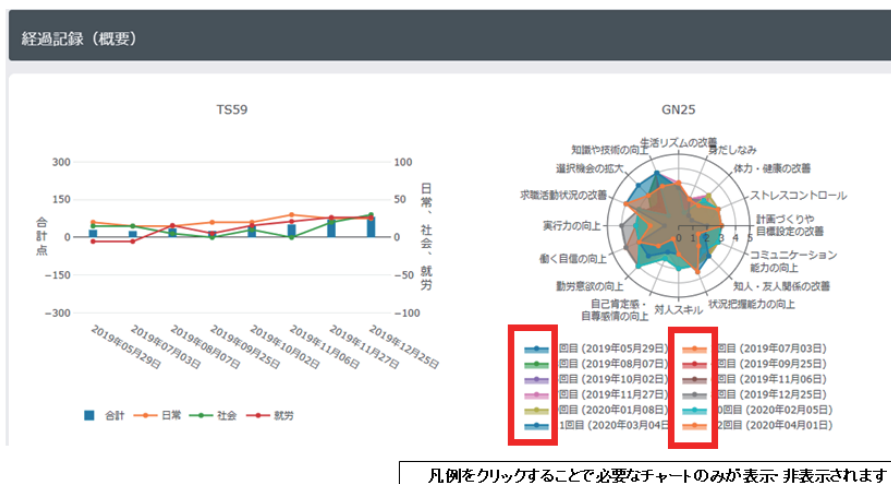 経過記録（概要）
TS59
300
150
0
−150
−300
合計点
100
50
0
−50
−100
日常、社会、就労
2019年05月29日
2019年07月03日
2019年08月07日
2019年09月25日
2019年10月02日
2019年11月06日
2019年11月27日
2019年12月25日
合計 日常 社会 就労
GN25
生活リズムの改善
身だしなみ
体力・健康の改善
ストレスコントロール
計画づくりや
目標設定の改善
コミュニケーション
能力の向上
知人・友人関係の改善
状況把握能力の向上
対人スキル
自己肯定感・
自尊感情の向上
勤労意欲の向上
働く自信の向上
実行力の向上
求職活動状況の改善
選択機会の拡大
知識や技術の向上
0 1 2 3 4 5
回目 (2019年05月29日) 回目 (2019年07月03日)
回目 (2019年08月07日) 回目 (2019年09月25日)
回目 (2019年10月02日) 回目 (2019年11月06日)
回目 (2019年11月27日) 回目 (2019年12月25日)
回目 (2020年01月08日) 0回目 (2020年02月05日)
1回目 (2020年03月04日 2回目 (2020年04月01日)
凡例をクリックすることで必要なチャートのみが表示・非表示されます